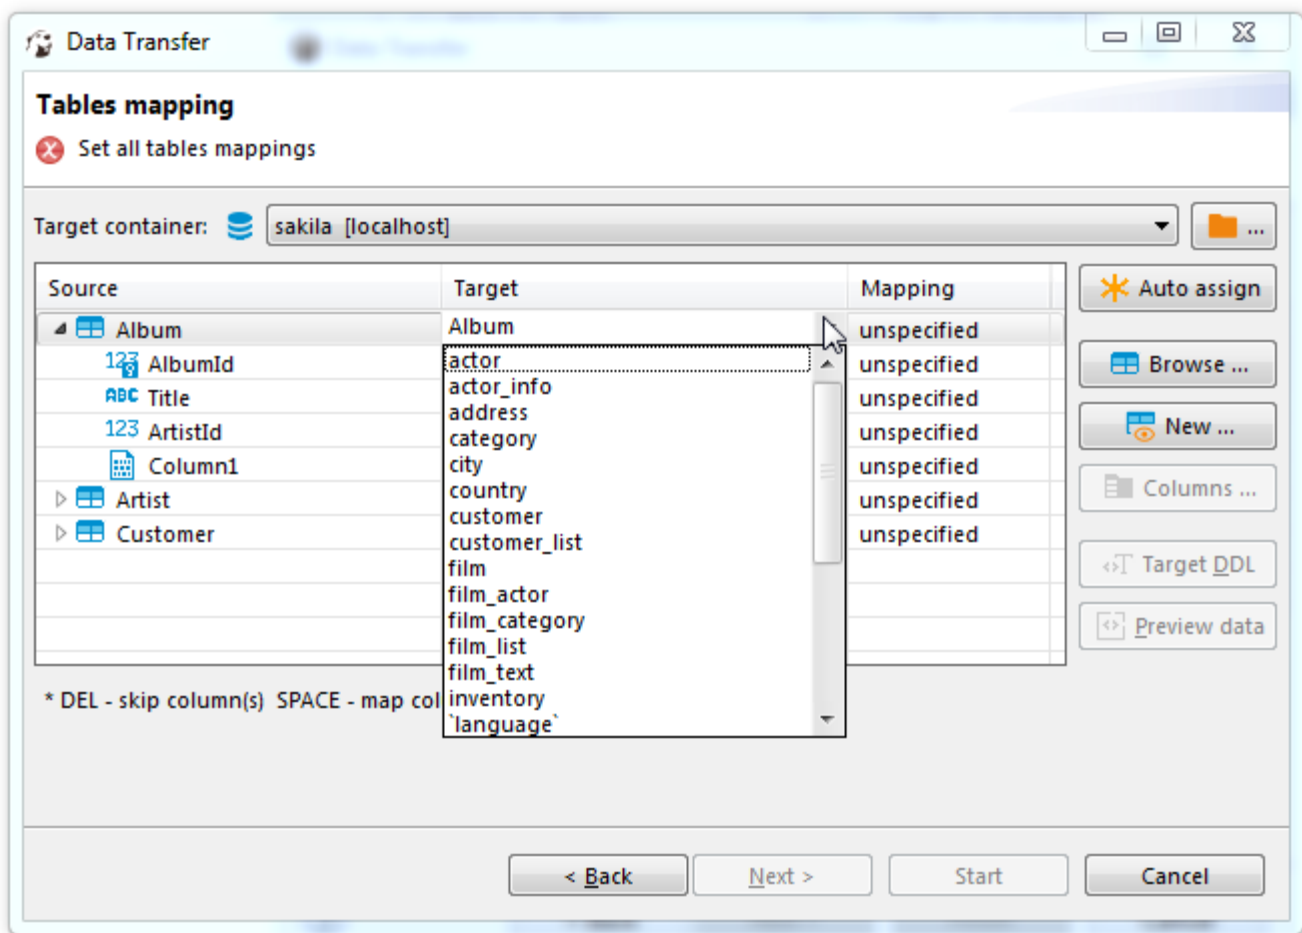 Data Transfer
Tables mapping
Set all tables mappings
Target container: sakila [localhost] ...
Source Target Mapping Auto assign
Album Album unspecified
123 AlbumId actor unspecified Browse ...
actor_info
ABC Title address unspecified
123 ArtistId category unspecified New ...
Column1 city unspecified
country
Artist customer unspecified Columns ...
Customer customer_list unspecified
film Target DDL
film_actor
film_category Preview data
film_list
film_text
* DEL - skip column(s) SPACE - map col inventory
`language`
< Back Next > Start Cancel